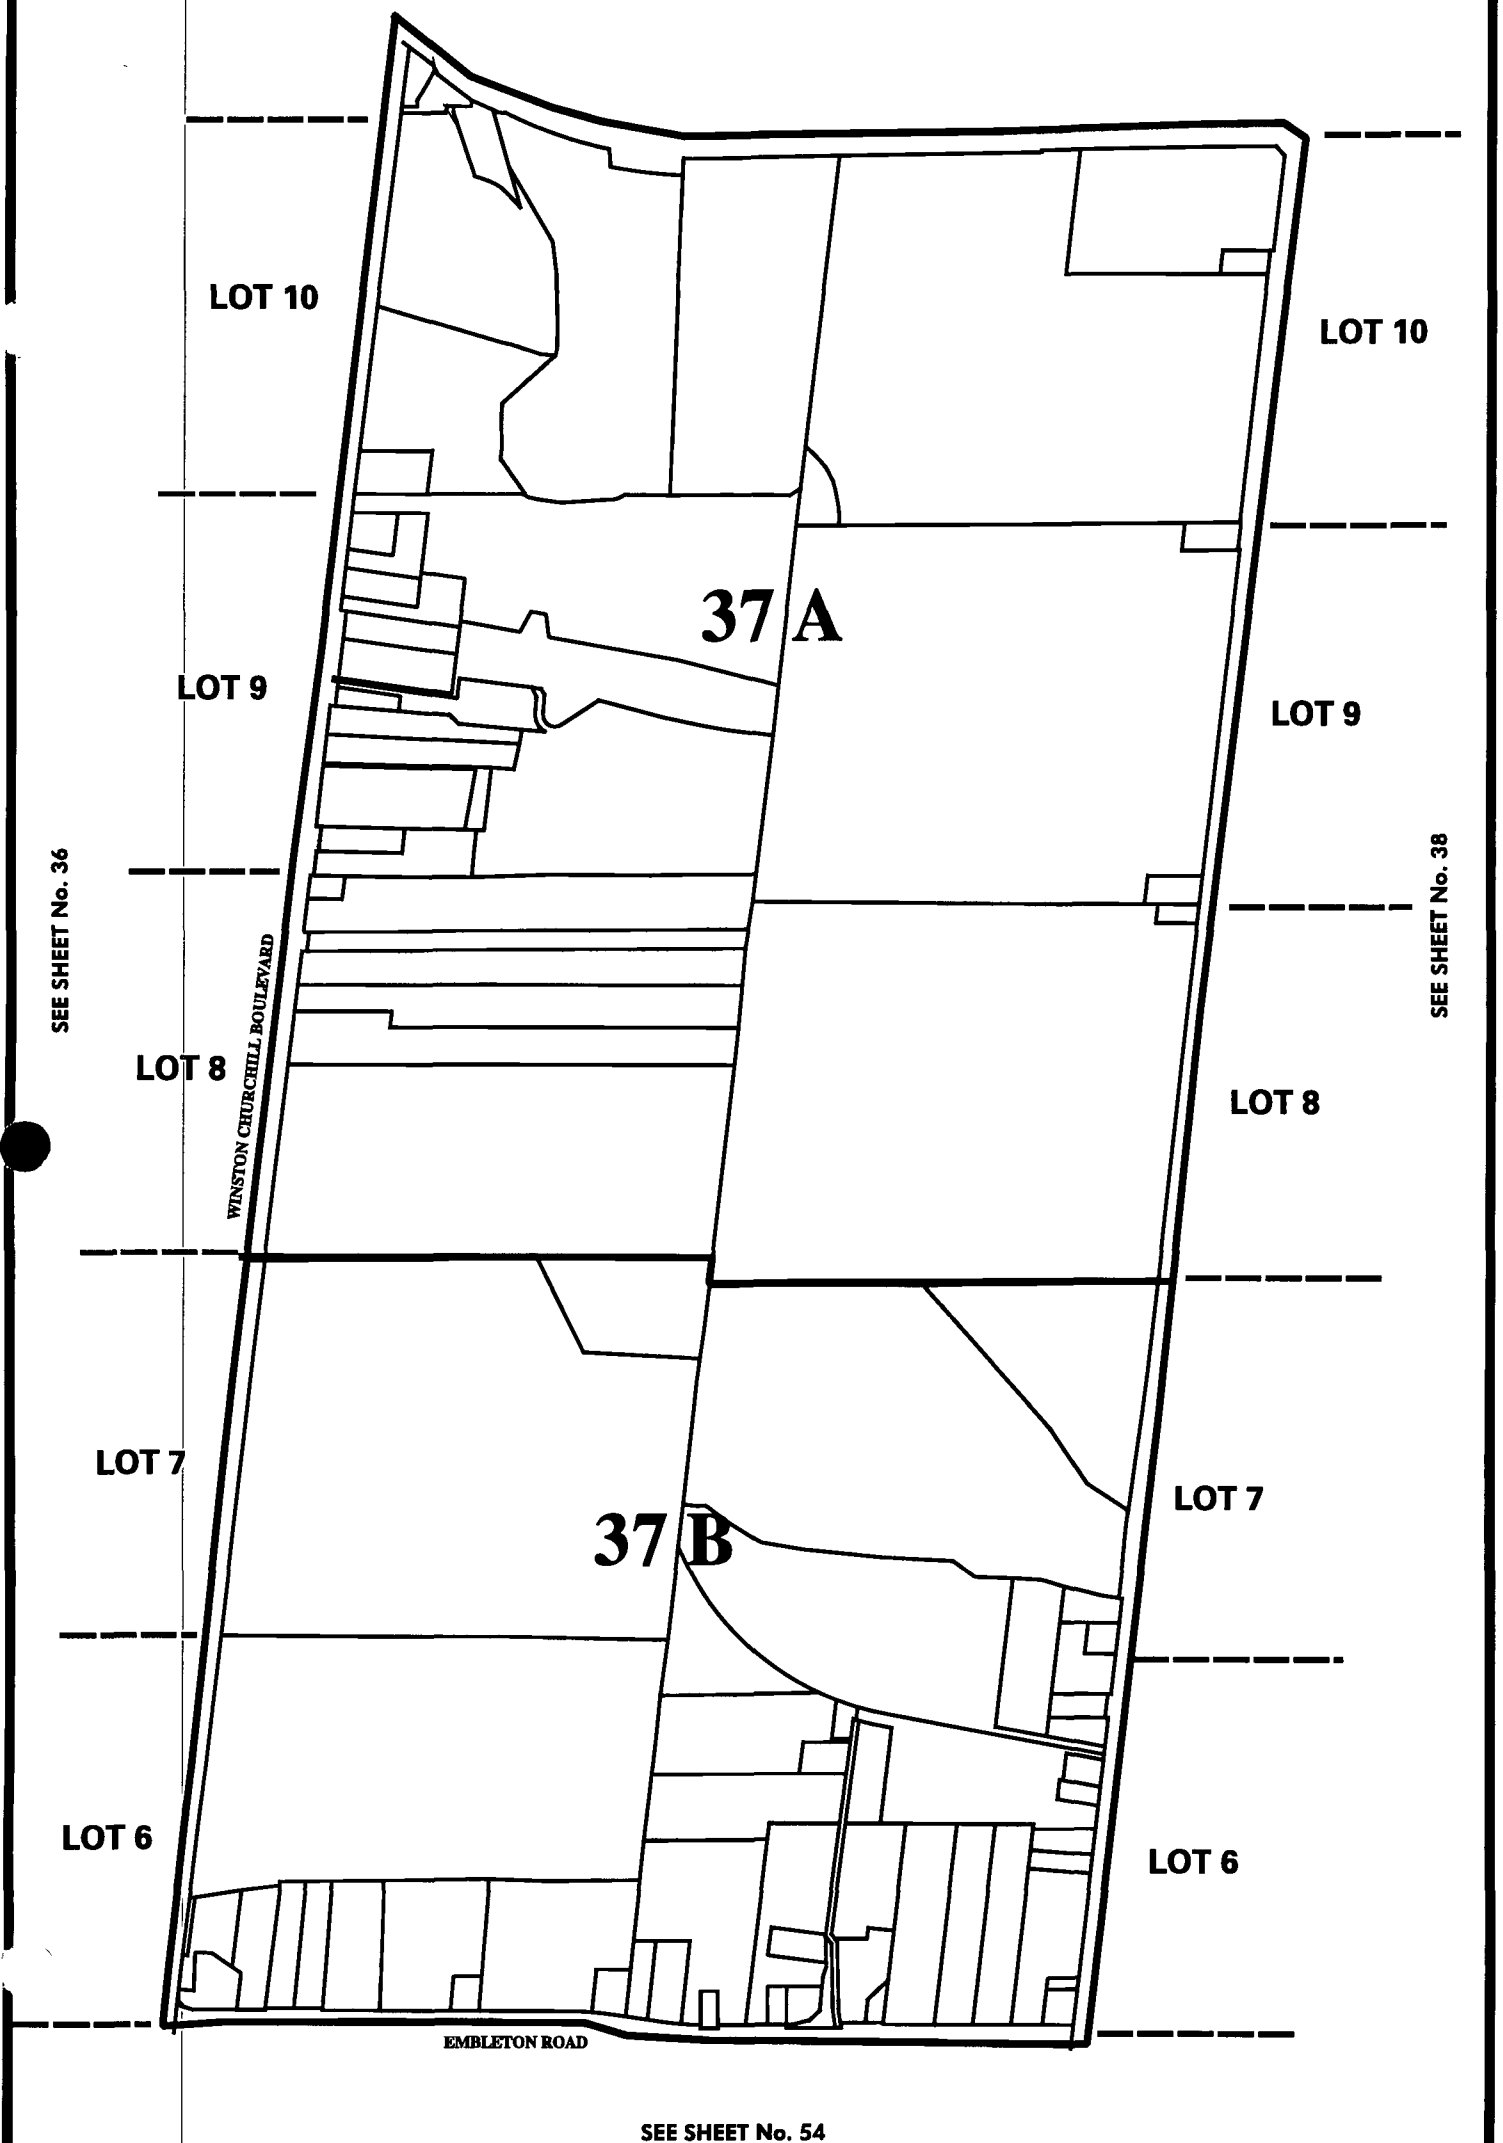 LOT 10
LOT 10
37 A
LOT 9
LOT 9
SEE SHEET No. 36
SEE SHEET No. 38
WINSTON CHURCHILL BOULEVARD
LOT 8
LOT 8
LOT 7
LOT 7
37 B
LOT 6
LOT 6
EMBLETON ROAD
SEE SHEET No. 54